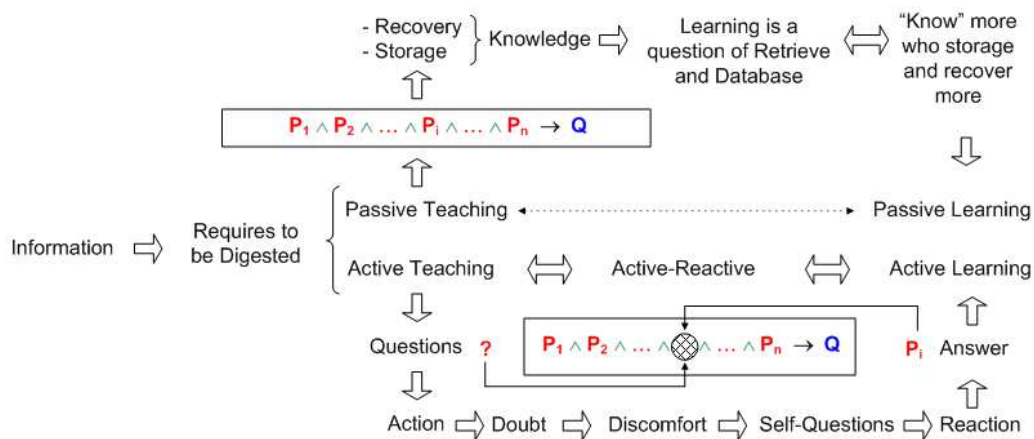 - Recovery
- Storage
Knowledge
Learning is a
question of Retrieve
and Database
“Know” more
who storage
and recover
more
P1 ∧ P2 ∧ … ∧ Pi ∧ … ∧ Pn → Q
Passive Teaching
Passive Learning
Information
Requires to
be Digested
Active Teaching
Active-Reactive
Active Learning
Questions ?
P1 ∧ P2 ∧ … ∧ ∧ … ∧ Pn → Q
Pi Answer
Action
Doubt
Discomfort
Self-Questions
Reaction